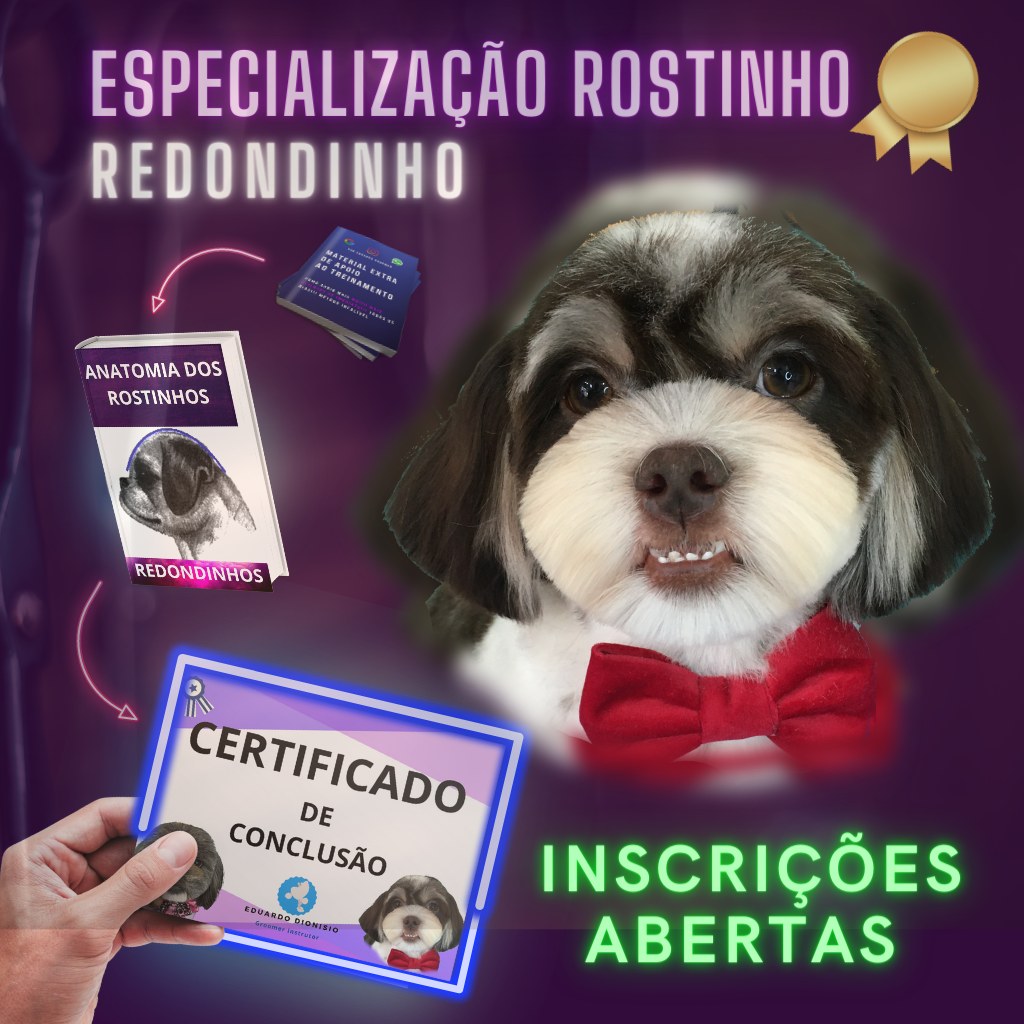 ESPECIALIZAÇÃO ROSTINHO
REDONDINHO
MATERIAL EXTRA
DE APOIO
AO TREINAMENTO
ANATOMIA DOS
ROSTINHOS
REDONDINHOS
CERTIFICADO
DE
CONCLUSÃO
EDUARDO DIONISIO
Groomer instrutor
INSCRIÇÕES
ABERTAS